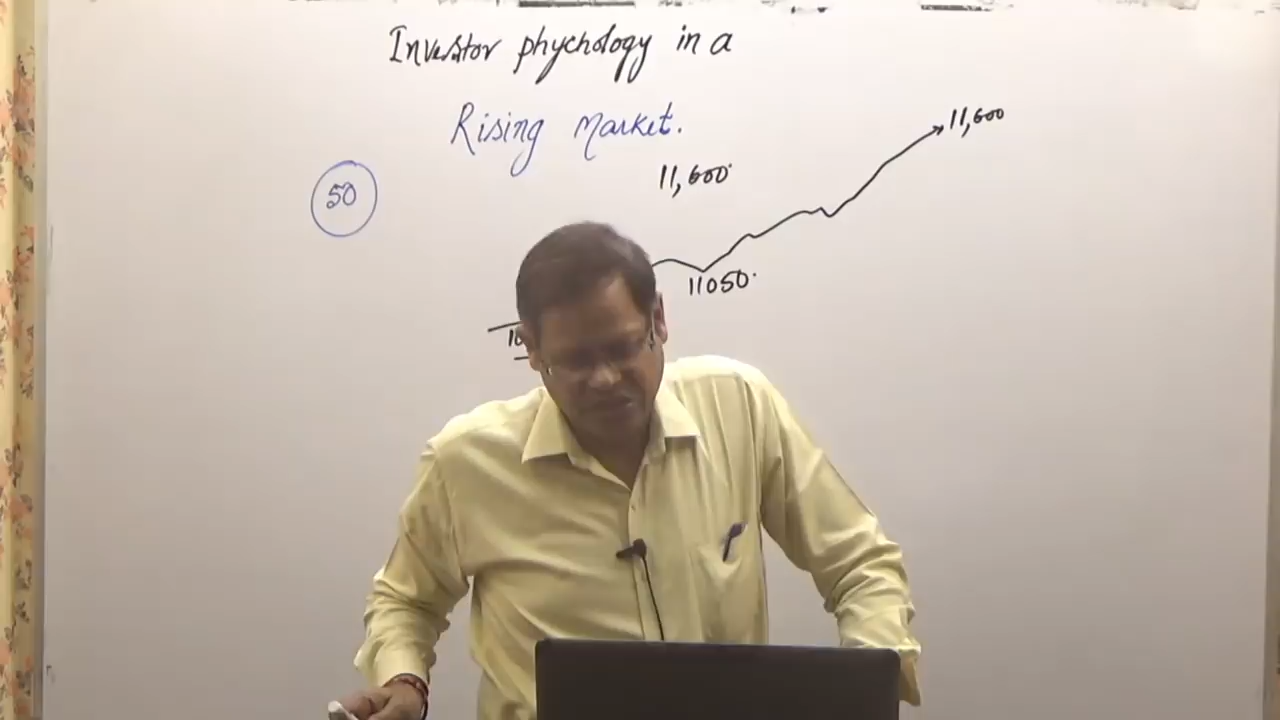 Investor phychology in a
Rising Market.
11,600
11,600
50
11050